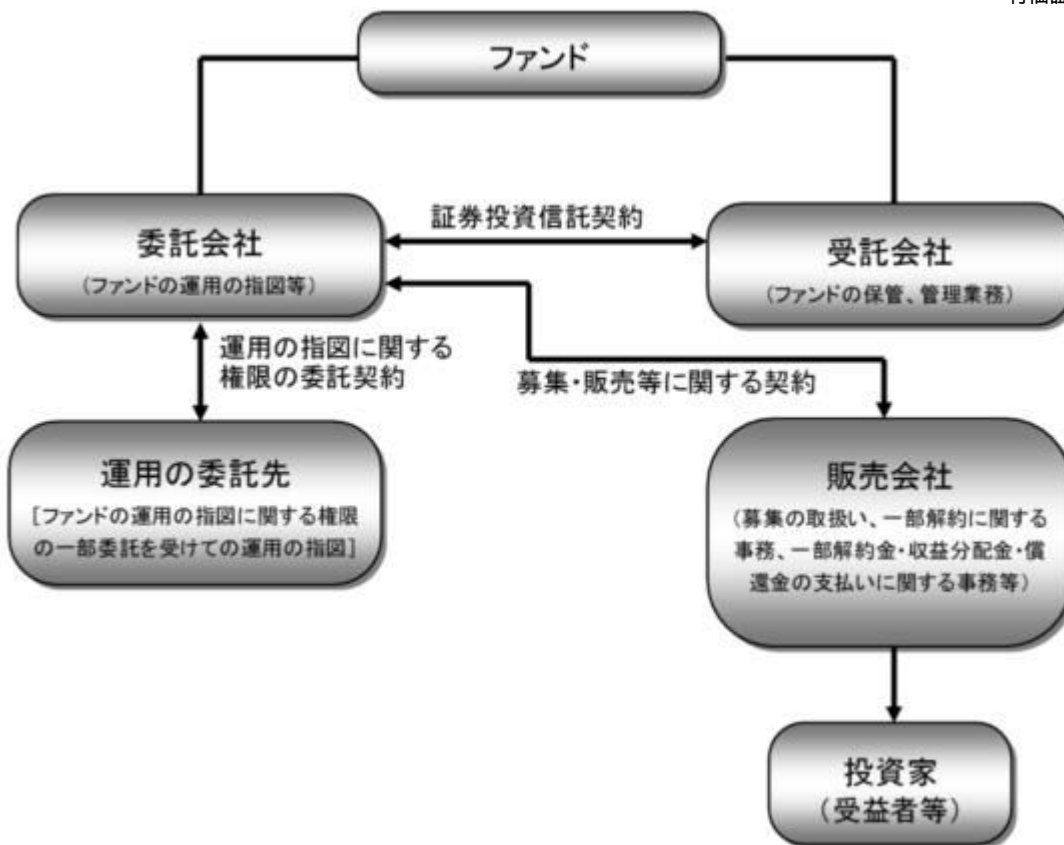 ファンド
委託会社
(ファンドの運用の指図等)
証券投資信託契約
受託会社
(ファンドの保管、管理業務)
運用の指図に関する
権限の委託契約
募集・販売等に関する契約
運用の委託先
[ファンドの運用の指図に関する権限
の一部委託を受けての運用の指図]
販売会社
(募集の取扱い、一部解約に関する
事務、一部解約金・収益分配金・償
還金の支払いに関する事務等)
投資家
(受益者等)